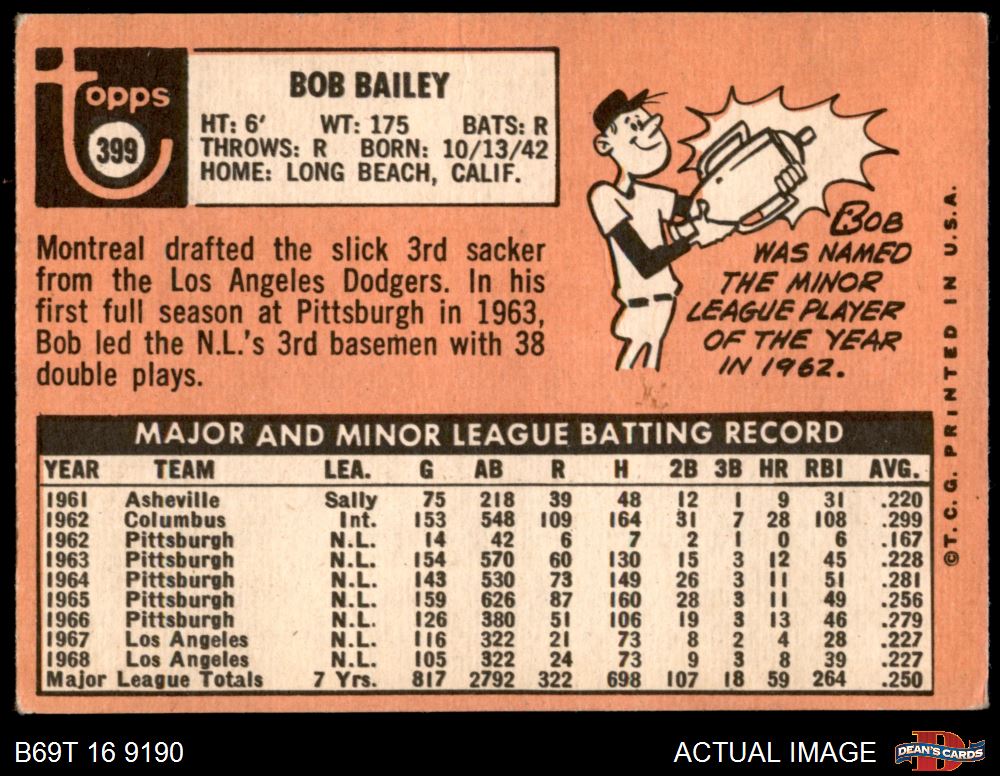 topps
399
BOB BAILEY
HT: 6' WT: 175 BATS: R
THROWS: R BORN: 10/13/42
HOME: LONG BEACH, CALIF.
Montreal drafted the slick 3rd sacker
from the Los Angeles Dodgers. In his
first full season at Pittsburgh in 1963,
Bob led the N.L.'s 3rd basemen with 38
double plays.
BOB
WAS NAMED
THE MINOR
LEAGUE PLAYER
OF THE YEAR
IN 1962.
MAJOR AND MINOR LEAGUE BATTING RECORD
YEAR TEAM LEA. G AB R H 2B 3B HR RBI AVG.
1961 Asheville Sally 75 218 39 48 12 1 9 31 .220
1962 Columbus Int. 153 548 109 164 31 7 28 108 .299
1962 Pittsburgh N.L. 14 42 6 7 2 1 0 6 .167
1963 Pittsburgh N.L. 154 570 60 130 15 3 12 45 .228
1964 Pittsburgh N.L. 143 530 73 149 26 3 11 51 .281
1965 Pittsburgh N.L. 159 626 87 160 28 3 11 49 .256
1966 Pittsburgh N.L. 126 380 51 106 19 3 13 46 .279
1967 Los Angeles N.L. 116 322 21 73 8 2 4 28 .227
1968 Los Angeles N.L. 105 322 24 73 9 3 8 39 .227
Major League Totals 7 Yrs. 817 2792 322 698 107 18 59 264 .250
©T.C.G. PRINTED IN U.S.A.
B69T 16 9190
ACTUAL IMAGE
DEAN'S CARDS